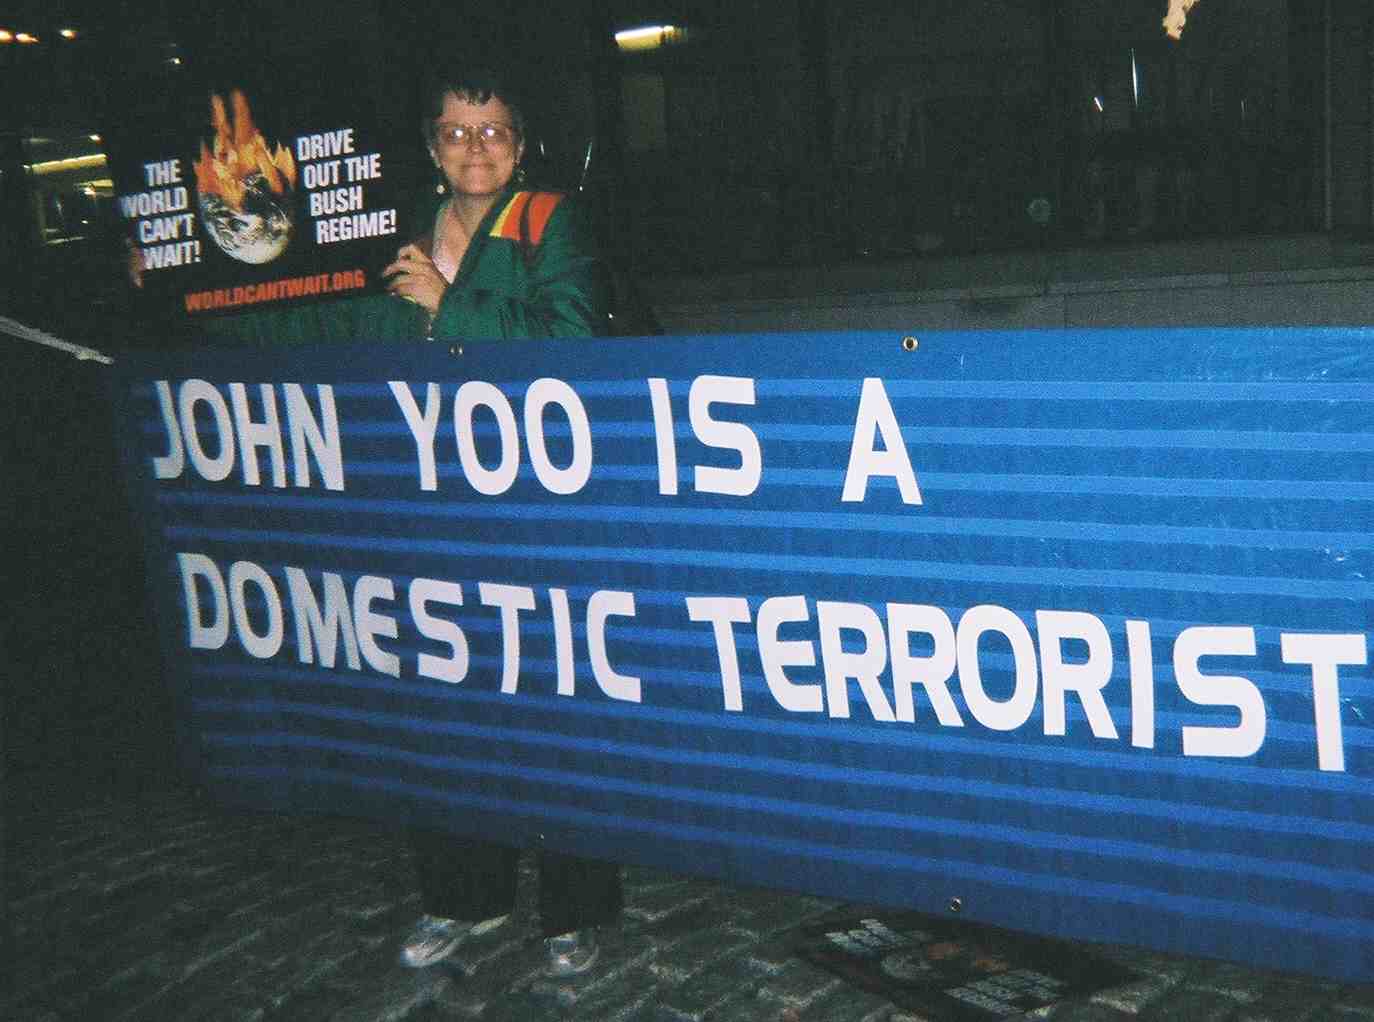 THE
WORLD
CAN'T
WAIT!
DRIVE
OUT THE
BUSH
REGIME!
WORLDCANTWAIT.ORG
JOHN YOO IS A
DOMESTIC TERRORIST